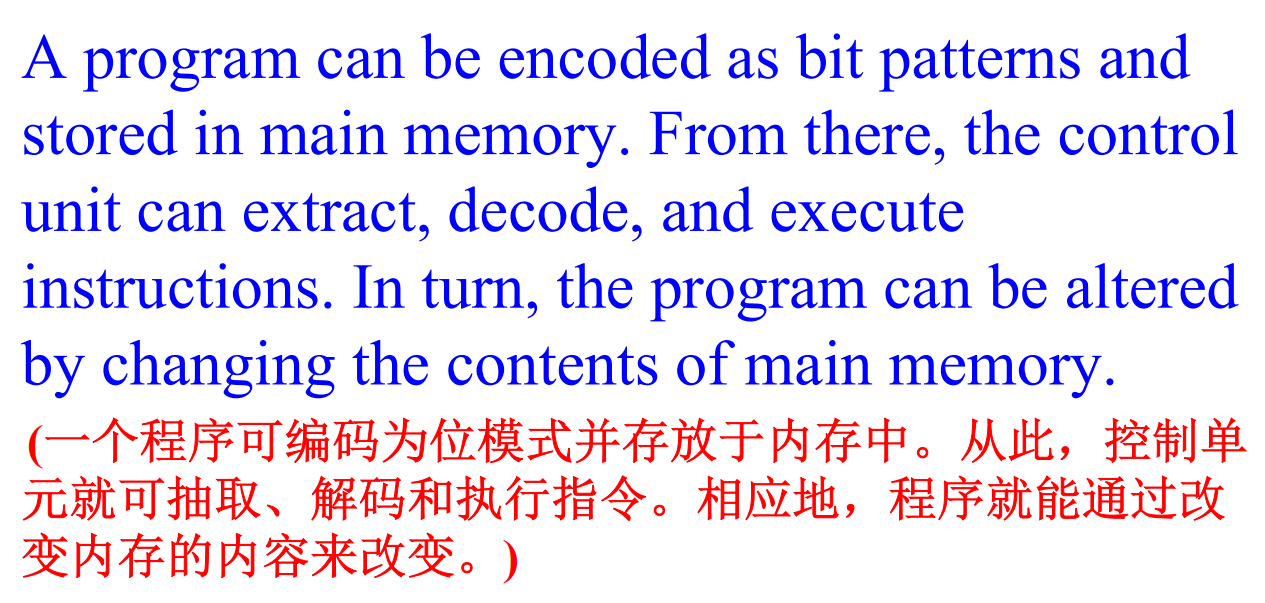 A program can be encoded as bit patterns and
stored in main memory. From there, the control
unit can extract, decode, and execute
instructions. In turn, the program can be altered
by changing the contents of main memory.
(一个程序可编码为位模式并存放于内存中。从此，控制单
元就可抽取、解码和执行指令。相应地，程序就能通过改
变内存的内容来改变。)